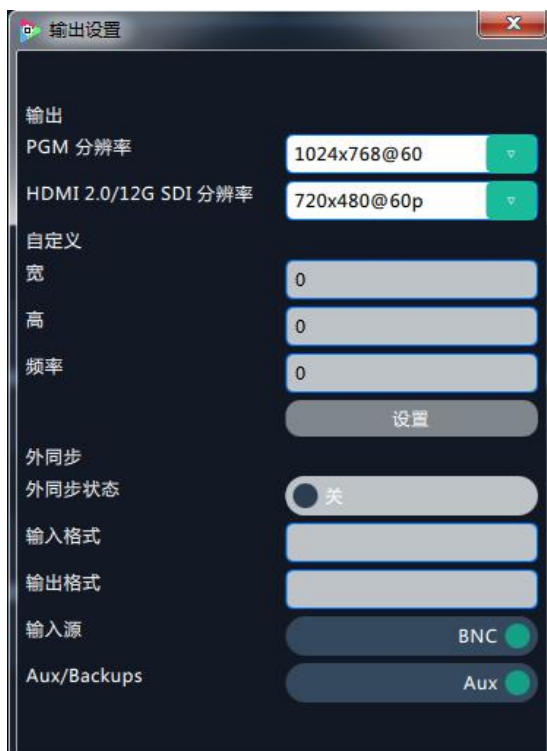 输出设置
输出
PGM 分辨率 1024x768@60
HDMI 2.0/12G SDI 分辨率 720x480@60p
自定义
宽 0
高 0
频率 0
设置
外同步
外同步状态 关
输入格式
输出格式
输入源 BNC
Aux/Backups Aux